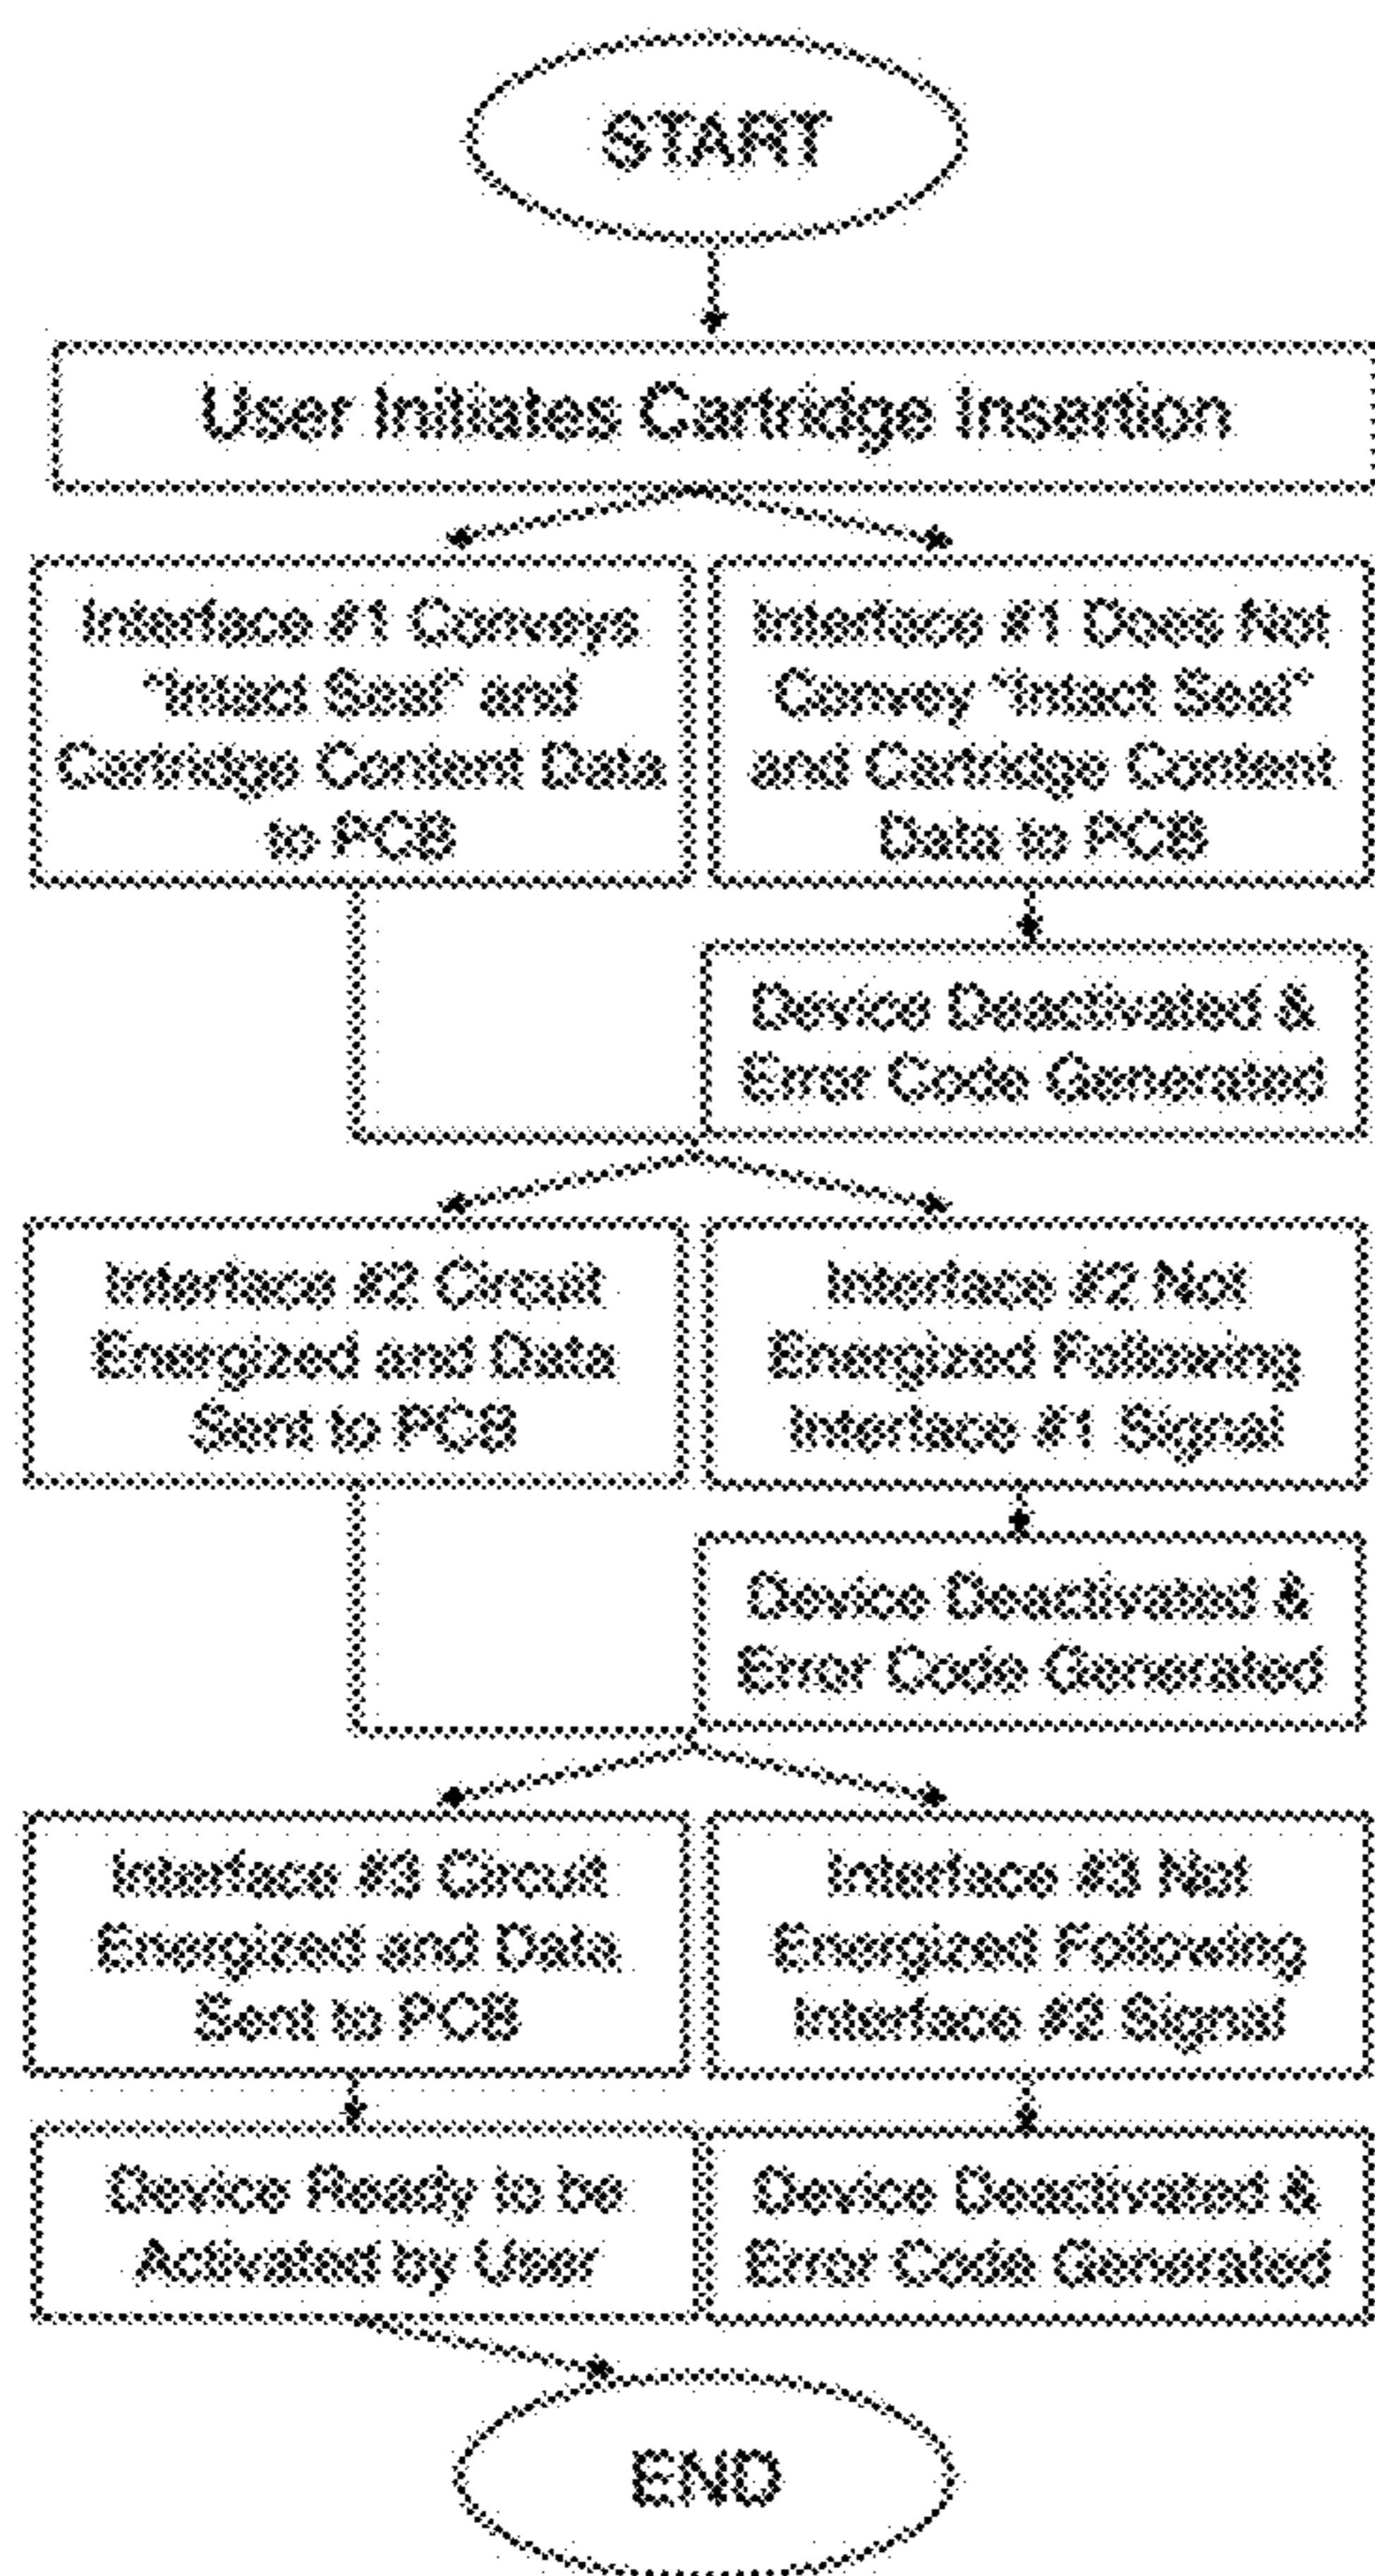 START
User Initiates Cartridge Insertion
Interface #1 Conveys
"Intact Seal" and
Cartridge Content Data
to PCB
Interface #1 Does Not
Convey "Intact Seal"
and Cartridge Content
Data to PCB
Device Deactivated &
Error Code Generated
Interface #2 Circuit
Energized and Data
Sent to PCB
Interface #2 Not
Energized Following
Interface #1 Signal
Device Deactivated &
Error Code Generated
Interface #3 Circuit
Energized and Data
Sent to PCB
Interface #3 Not
Energized Following
Interface #2 Signal
Device Ready to be
Activated by User
Device Deactivated &
Error Code Generated
END